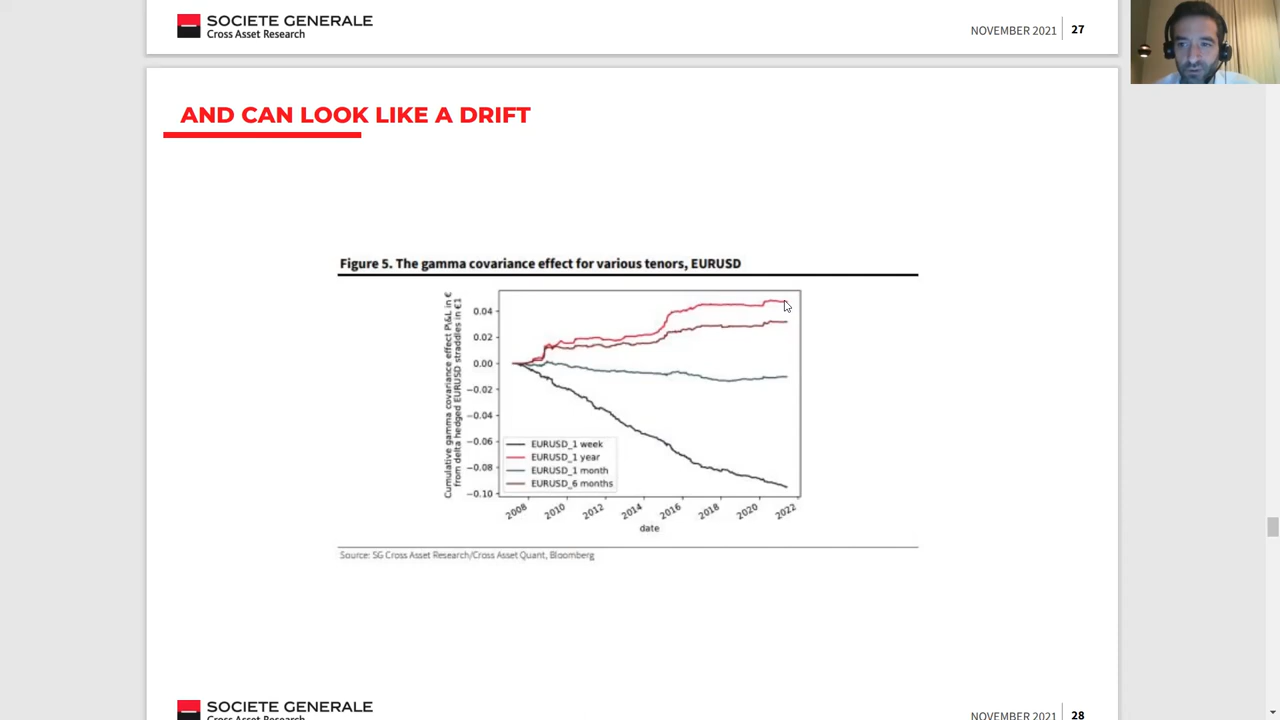 SOCIETE GENERALE
Cross Asset Research
NOVEMBER 2021 27
AND CAN LOOK LIKE A DRIFT
Figure 5. The gamma covariance effect for various tenors, EURUSD
Cumulative gamma covariance effect P\&L in €
from delta hedged EURUSD straddles in €1
0.04
0.02
0.00
−0.02
−0.04
−0.06
−0.08
−0.10
EURUSD_1 week
EURUSD_1 year
EURUSD_1 month
EURUSD_6 months
2008 2010 2012 2014 2016 2018 2020 2022
date
Source: SG Cross Asset Research/Cross Asset Quant, Bloomberg
SOCIETE GENERALE
Cross Asset Research
NOVEMBER 2021 28